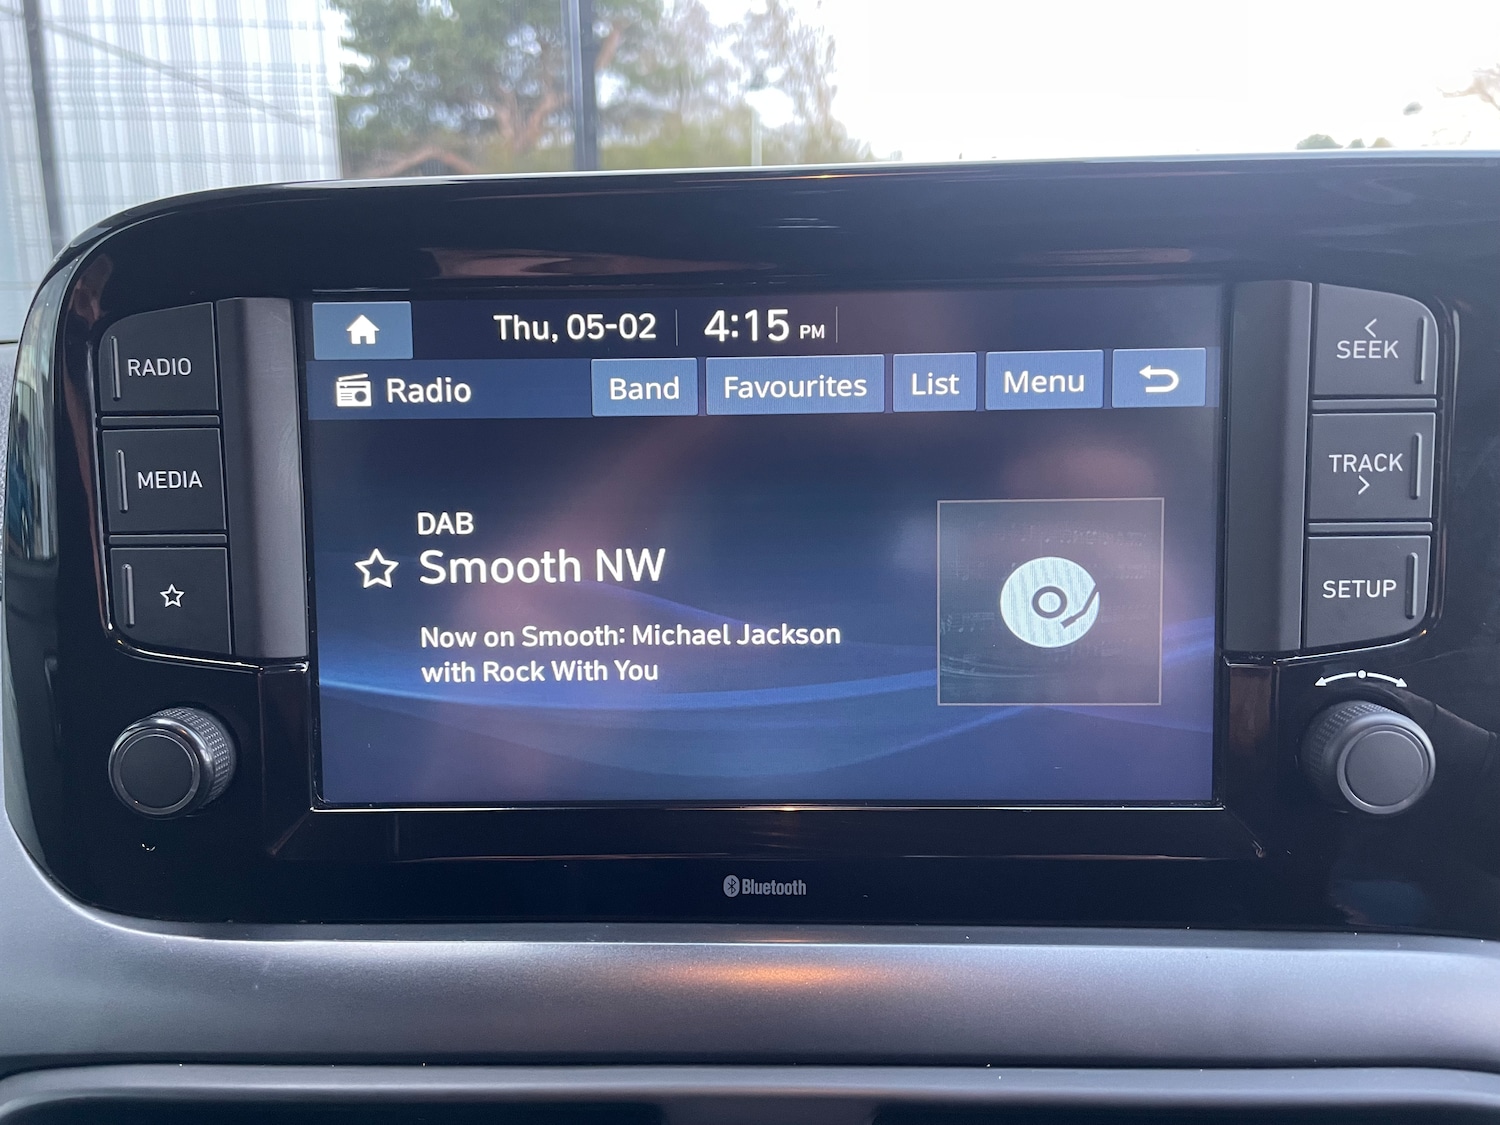 Thu, 05-02 4:15 PM
Radio Band Favourites List Menu
DAB
Smooth NW
Now on Smooth: Michael Jackson
with Rock With You
RADIO
MEDIA
< SEEK
TRACK >
SETUP
Bluetooth